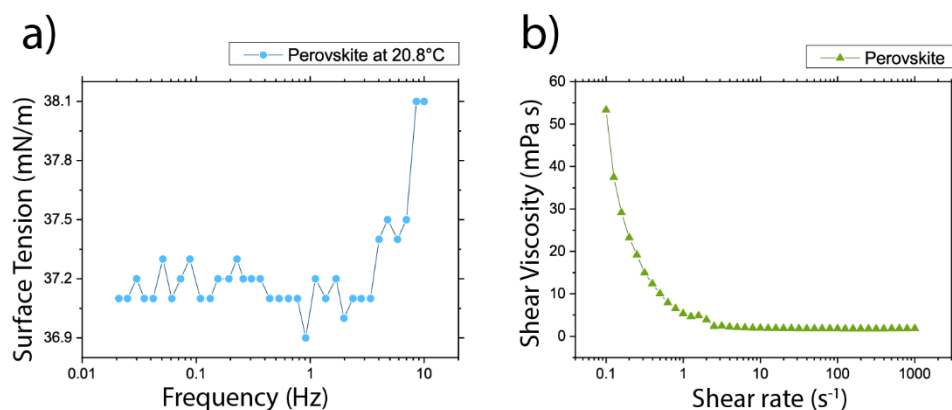 a)
Perovskite at 20.8°C
Surface Tension (mN/m)
38.1
37.8
37.5
37.2
36.9
0.01
0.1
1
10
Frequency (Hz)
b)
Perovskite
Shear Viscosity (mPa s)
60
50
40
30
20
10
0
0.1
1
10
100
1000
Shear rate (s⁻¹)